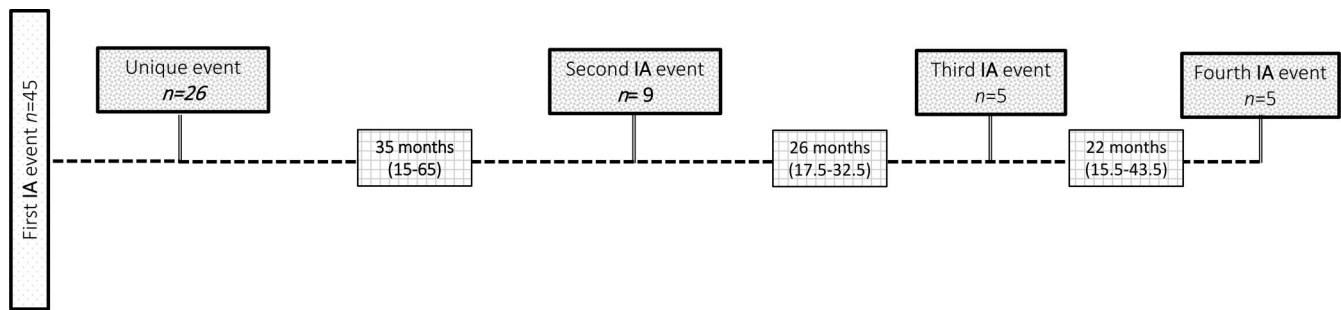 First IA event n=45
Unique event
n=26
35 months
(15-65)
Second IA event
n= 9
26 months
(17.5-32.5)
Third IA event
n=5
22 months
(15.5-43.5)
Fourth IA event
n=5